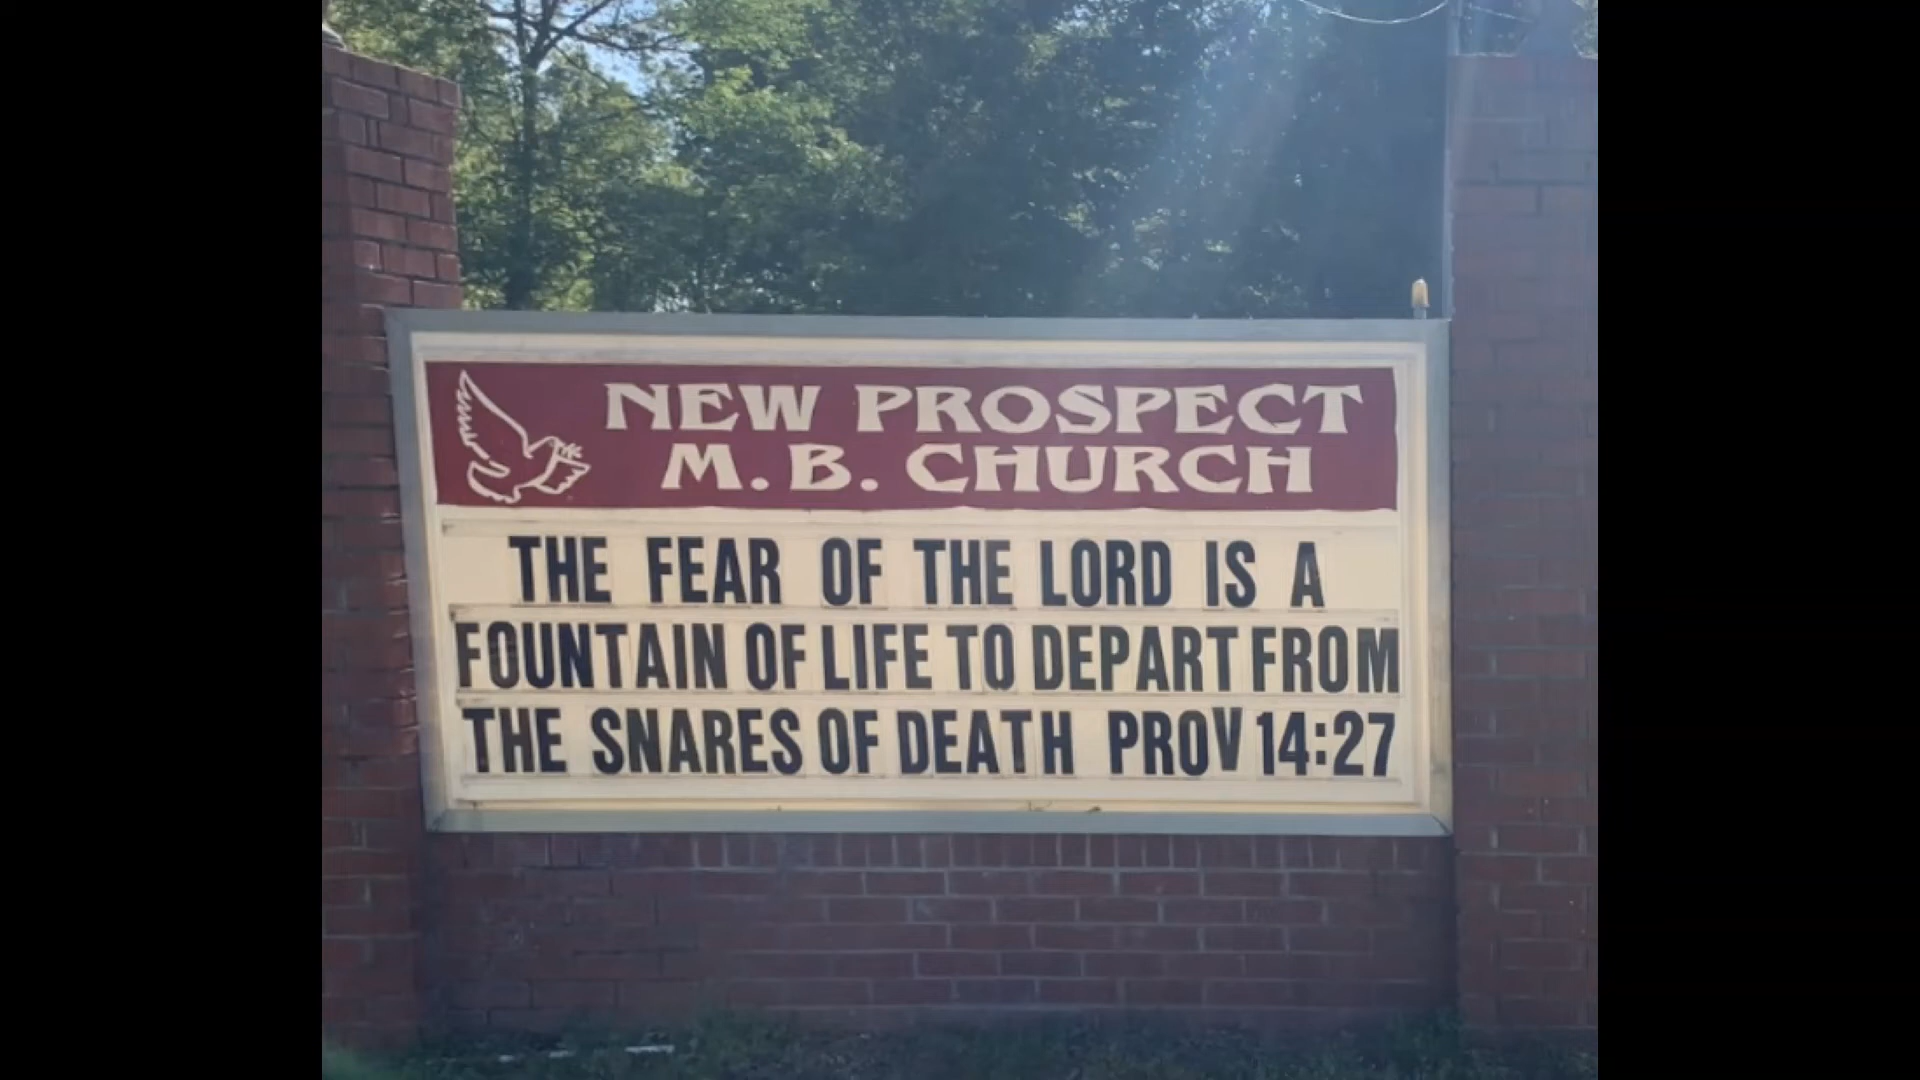 NEW PROSPECT
M. B. CHURCH
THE FEAR OF THE LORD IS A
FOUNTAIN OF LIFE TO DEPART FROM
THE SNARES OF DEATH PROV 14:27